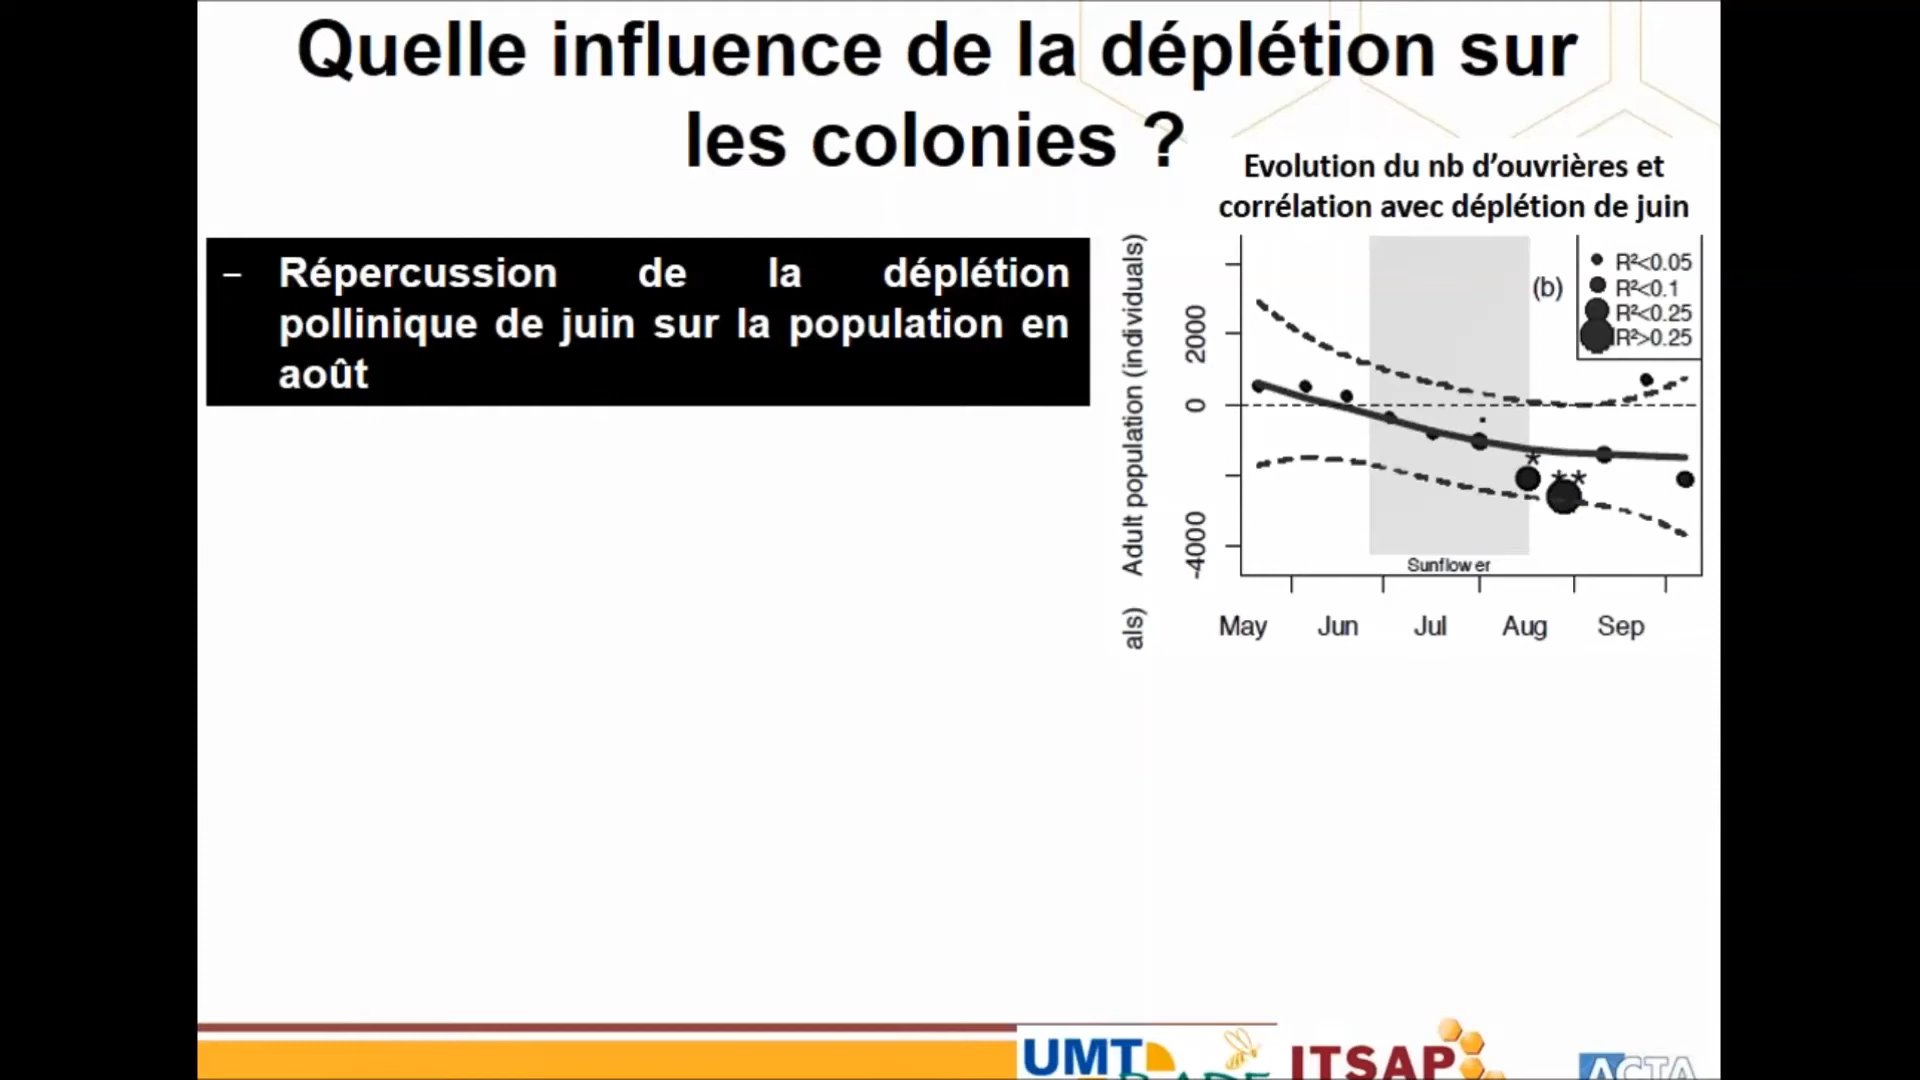 Quelle influence de la déplétion sur
les colonies ?
Evolution du nb d'ouvrières et
corrélation avec déplétion de juin
– Répercussion de la déplétion
pollinique de juin sur la population en
août
Adult population (individuals)
2000
0
-4000
(b)
R²<0.05
R²<0.1
R²<0.25
R²>0.25
*
**
Sunflower
May Jun Jul Aug Sep
als)
UMT
ITSAP
ACTA